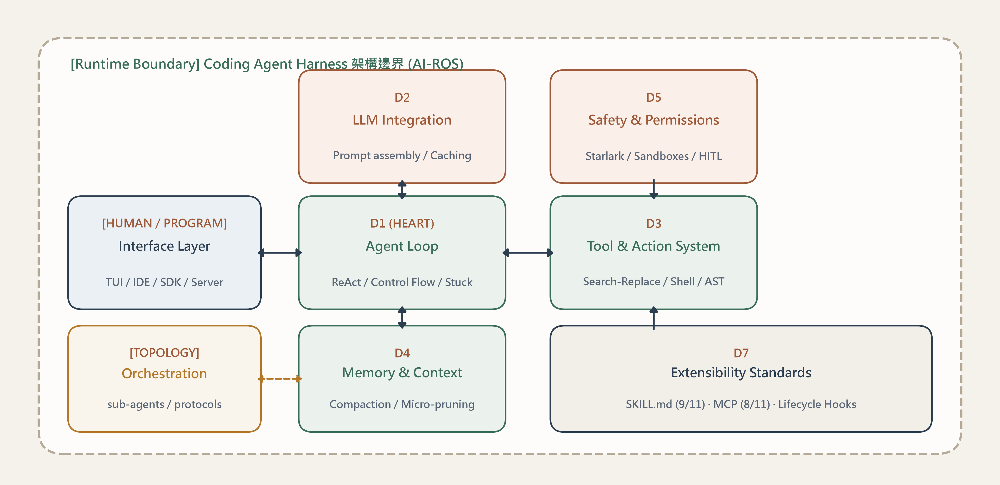 [Runtime Boundary] Coding Agent Harness 架構邊界 (AI-ROS)
D2
LLM Integration
Prompt assembly / Caching
D5
Safety & Permissions
Starlark / Sandboxes / HITL
[HUMAN / PROGRAM]
Interface Layer
TUI / IDE / SDK / Server
D1 (HEART)
Agent Loop
ReAct / Control Flow / Stuck
D3
Tool & Action System
Search-Replace / Shell / AST
[TOPOLOGY]
Orchestration
sub-agents / protocols
D4
Memory & Context
Compaction / Micro-pruning
D7
Extensibility Standards
SKILL.md (9/11) · MCP (8/11) · Lifecycle Hooks